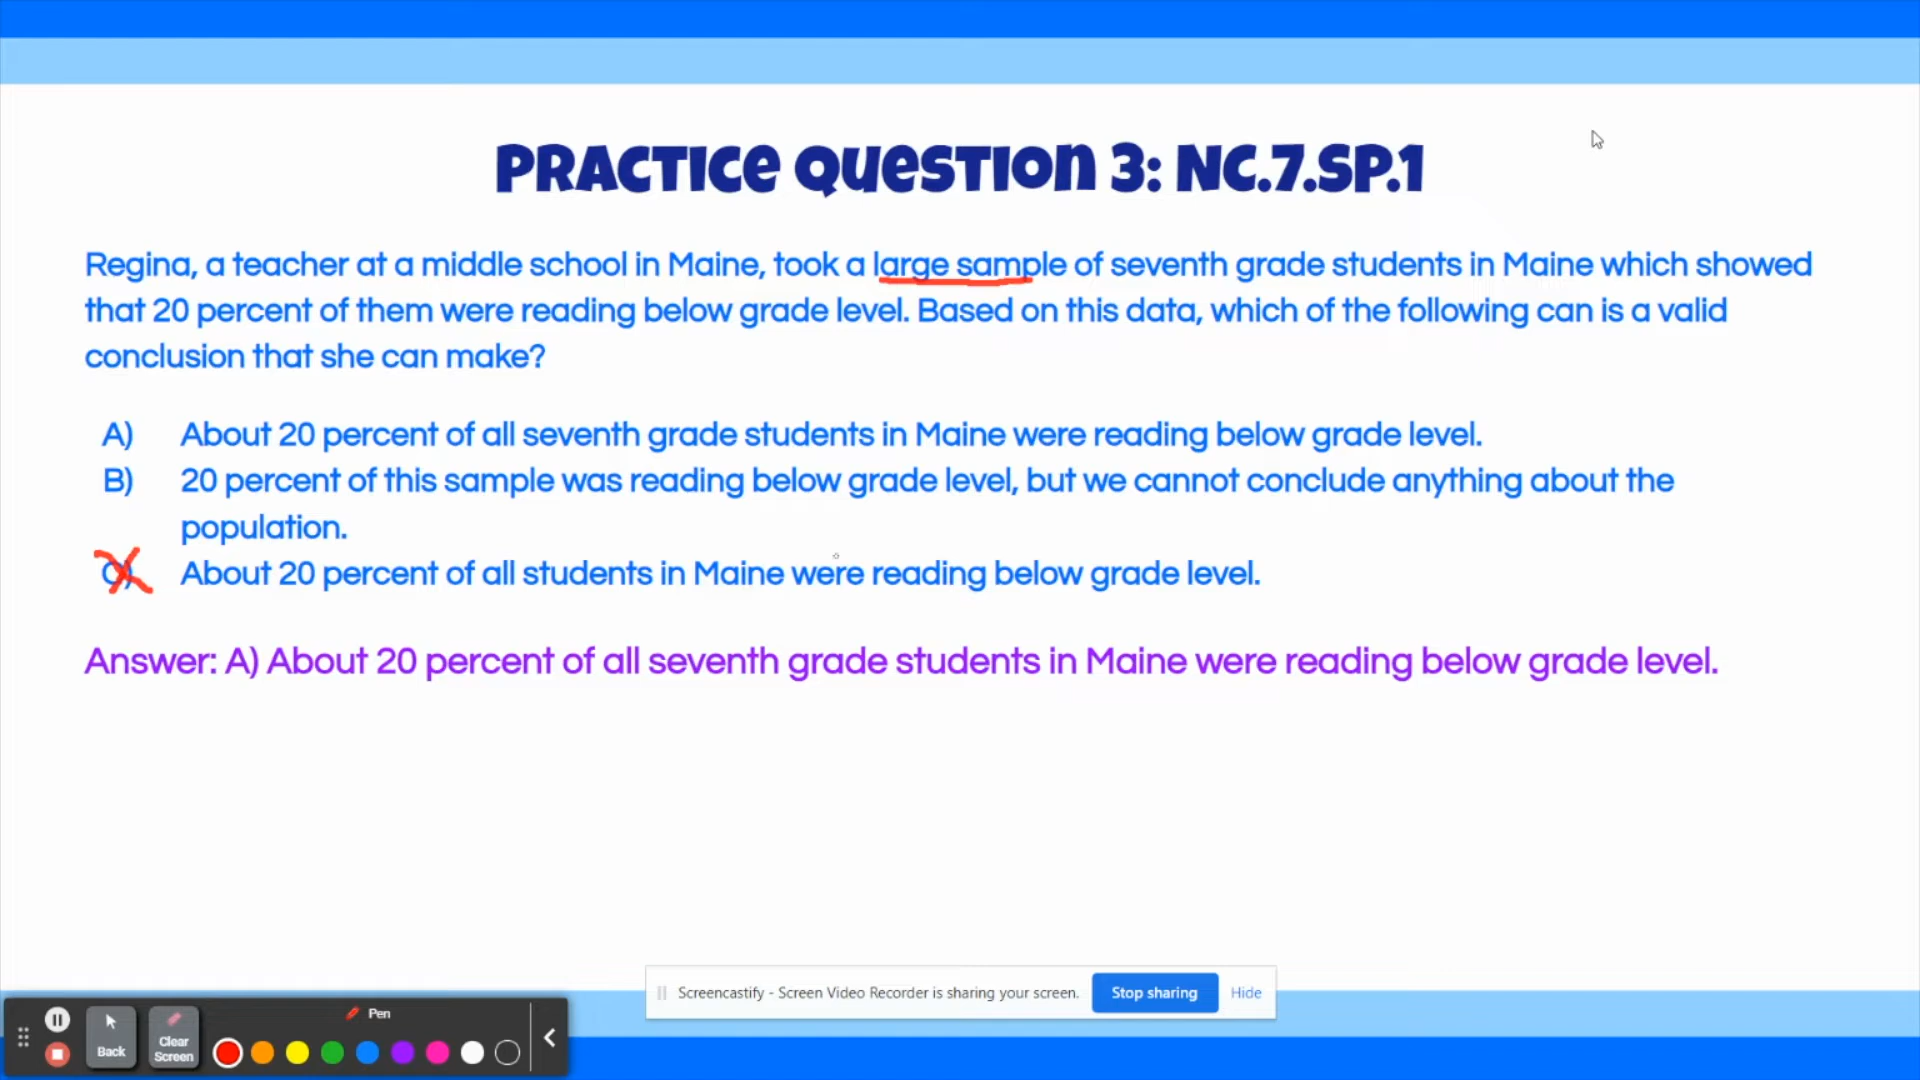 PRACTICE QUESTION 3: NC.7.SP.1
Regina, a teacher at a middle school in Maine, took a large sample of seventh grade students in Maine which showed
that 20 percent of them were reading below grade level. Based on this data, which of the following can is a valid
conclusion that she can make?
A) About 20 percent of all seventh grade students in Maine were reading below grade level.
B) 20 percent of this sample was reading below grade level, but we cannot conclude anything about the
population.
C) About 20 percent of all students in Maine were reading below grade level.
Answer: A) About 20 percent of all seventh grade students in Maine were reading below grade level.
Screencastify - Screen Video Recorder is sharing your screen. Stop sharing Hide
Pen
Back
Clear
Screen